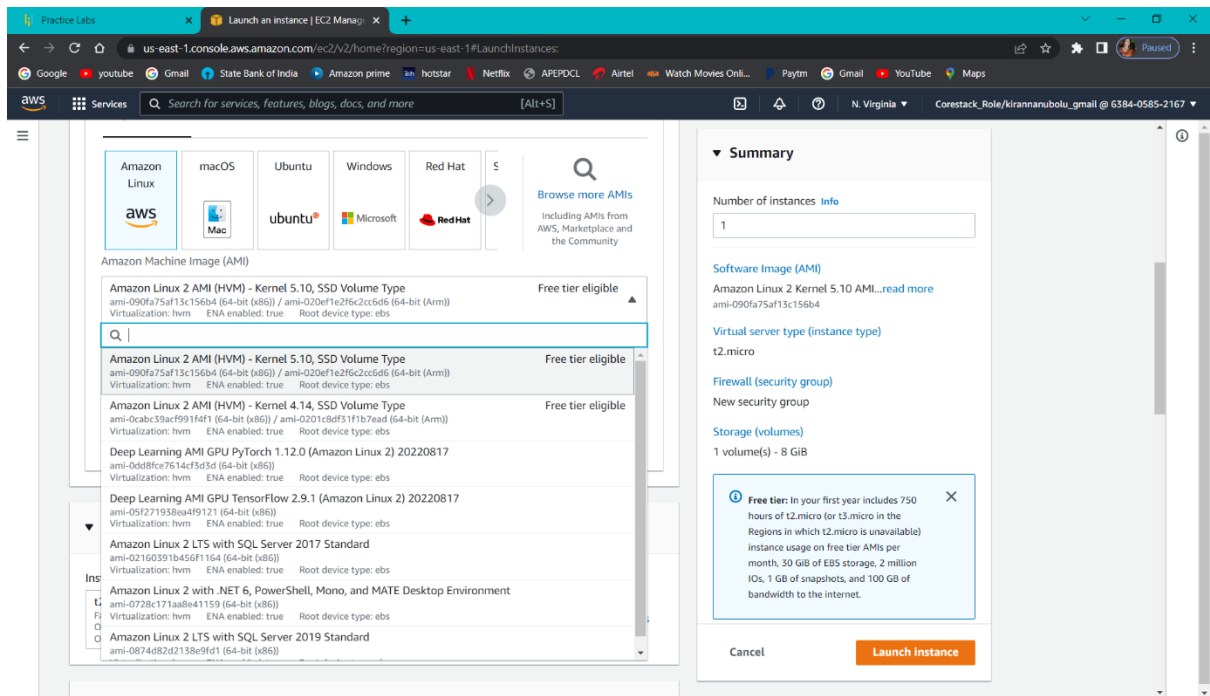 Practice Labs
Launch an instance | EC2 Manag
us-east-1.console.aws.amazon.com/ec2/v2/home?region=us-east-1#LaunchInstances:
Paused
Google youtube Gmail State Bank of India Amazon prime hotstar Netflix APEPDCL Airtel Watch Movies Onli... Paytm Gmail YouTube Maps
aws Services Search for services, features, blogs, docs, and more [Alt+S] N. Virginia Corestack_Role/kirannanubolu_gmail @ 6384-0585-2167
Amazon Linux
aws
macOS
Mac
Ubuntu
ubuntu®
Windows
Microsoft
Red Hat
Red Hat
S
Browse more AMIs
Including AMIs from
AWS, Marketplace and
the Community
Amazon Machine Image (AMI)
Amazon Linux 2 AMI (HVM) - Kernel 5.10, SSD Volume Type Free tier eligible
ami-090fa75af13c156b4 (64-bit (x86)) / ami-020ef1e2f6c2cc6d6 (64-bit (Arm))
Virtualization: hvm ENA enabled: true Root device type: ebs
Amazon Linux 2 AMI (HVM) - Kernel 5.10, SSD Volume Type Free tier eligible
ami-090fa75af13c156b4 (64-bit (x86)) / ami-020ef1e2f6c2cc6d6 (64-bit (Arm))
Virtualization: hvm ENA enabled: true Root device type: ebs
Amazon Linux 2 AMI (HVM) - Kernel 4.14, SSD Volume Type Free tier eligible
ami-0cabc39acf991f4f1 (64-bit (x86)) / ami-0201c8df31f1b7ead (64-bit (Arm))
Virtualization: hvm ENA enabled: true Root device type: ebs
Deep Learning AMI GPU PyTorch 1.12.0 (Amazon Linux 2) 20220817
ami-0dd8fce7614cf3d3d (64-bit (x86))
Virtualization: hvm ENA enabled: true Root device type: ebs
Deep Learning AMI GPU TensorFlow 2.9.1 (Amazon Linux 2) 20220817
ami-05f271938ea4f9121 (64-bit (x86))
Virtualization: hvm ENA enabled: true Root device type: ebs
Amazon Linux 2 LTS with SQL Server 2017 Standard
ami-02160391b456f1164 (64-bit (x86))
Virtualization: hvm ENA enabled: true Root device type: ebs
Amazon Linux 2 with .NET 6, PowerShell, Mono, and MATE Desktop Environment
ami-0728c171aa8e41159 (64-bit (x86))
Virtualization: hvm ENA enabled: true Root device type: ebs
Amazon Linux 2 LTS with SQL Server 2019 Standard
ami-0874d82d2138e9fd1 (64-bit (x86))
Ins
Summary
Number of instances Info
1
Software Image (AMI)
Amazon Linux 2 Kernel 5.10 AMI...read more
ami-090fa75af13c156b4
Virtual server type (instance type)
t2.micro
Firewall (security group)
New security group
Storage (volumes)
1 volume(s) - 8 GiB
Free tier: In your first year includes 750
hours of t2.micro (or t3.micro in the
Regions in which t2.micro is unavailable)
instance usage on free tier AMIs per
month, 30 GiB of EBS storage, 2 million
IOs, 1 GB of snapshots, and 100 GB of
bandwidth to the internet.
Cancel Launch instance